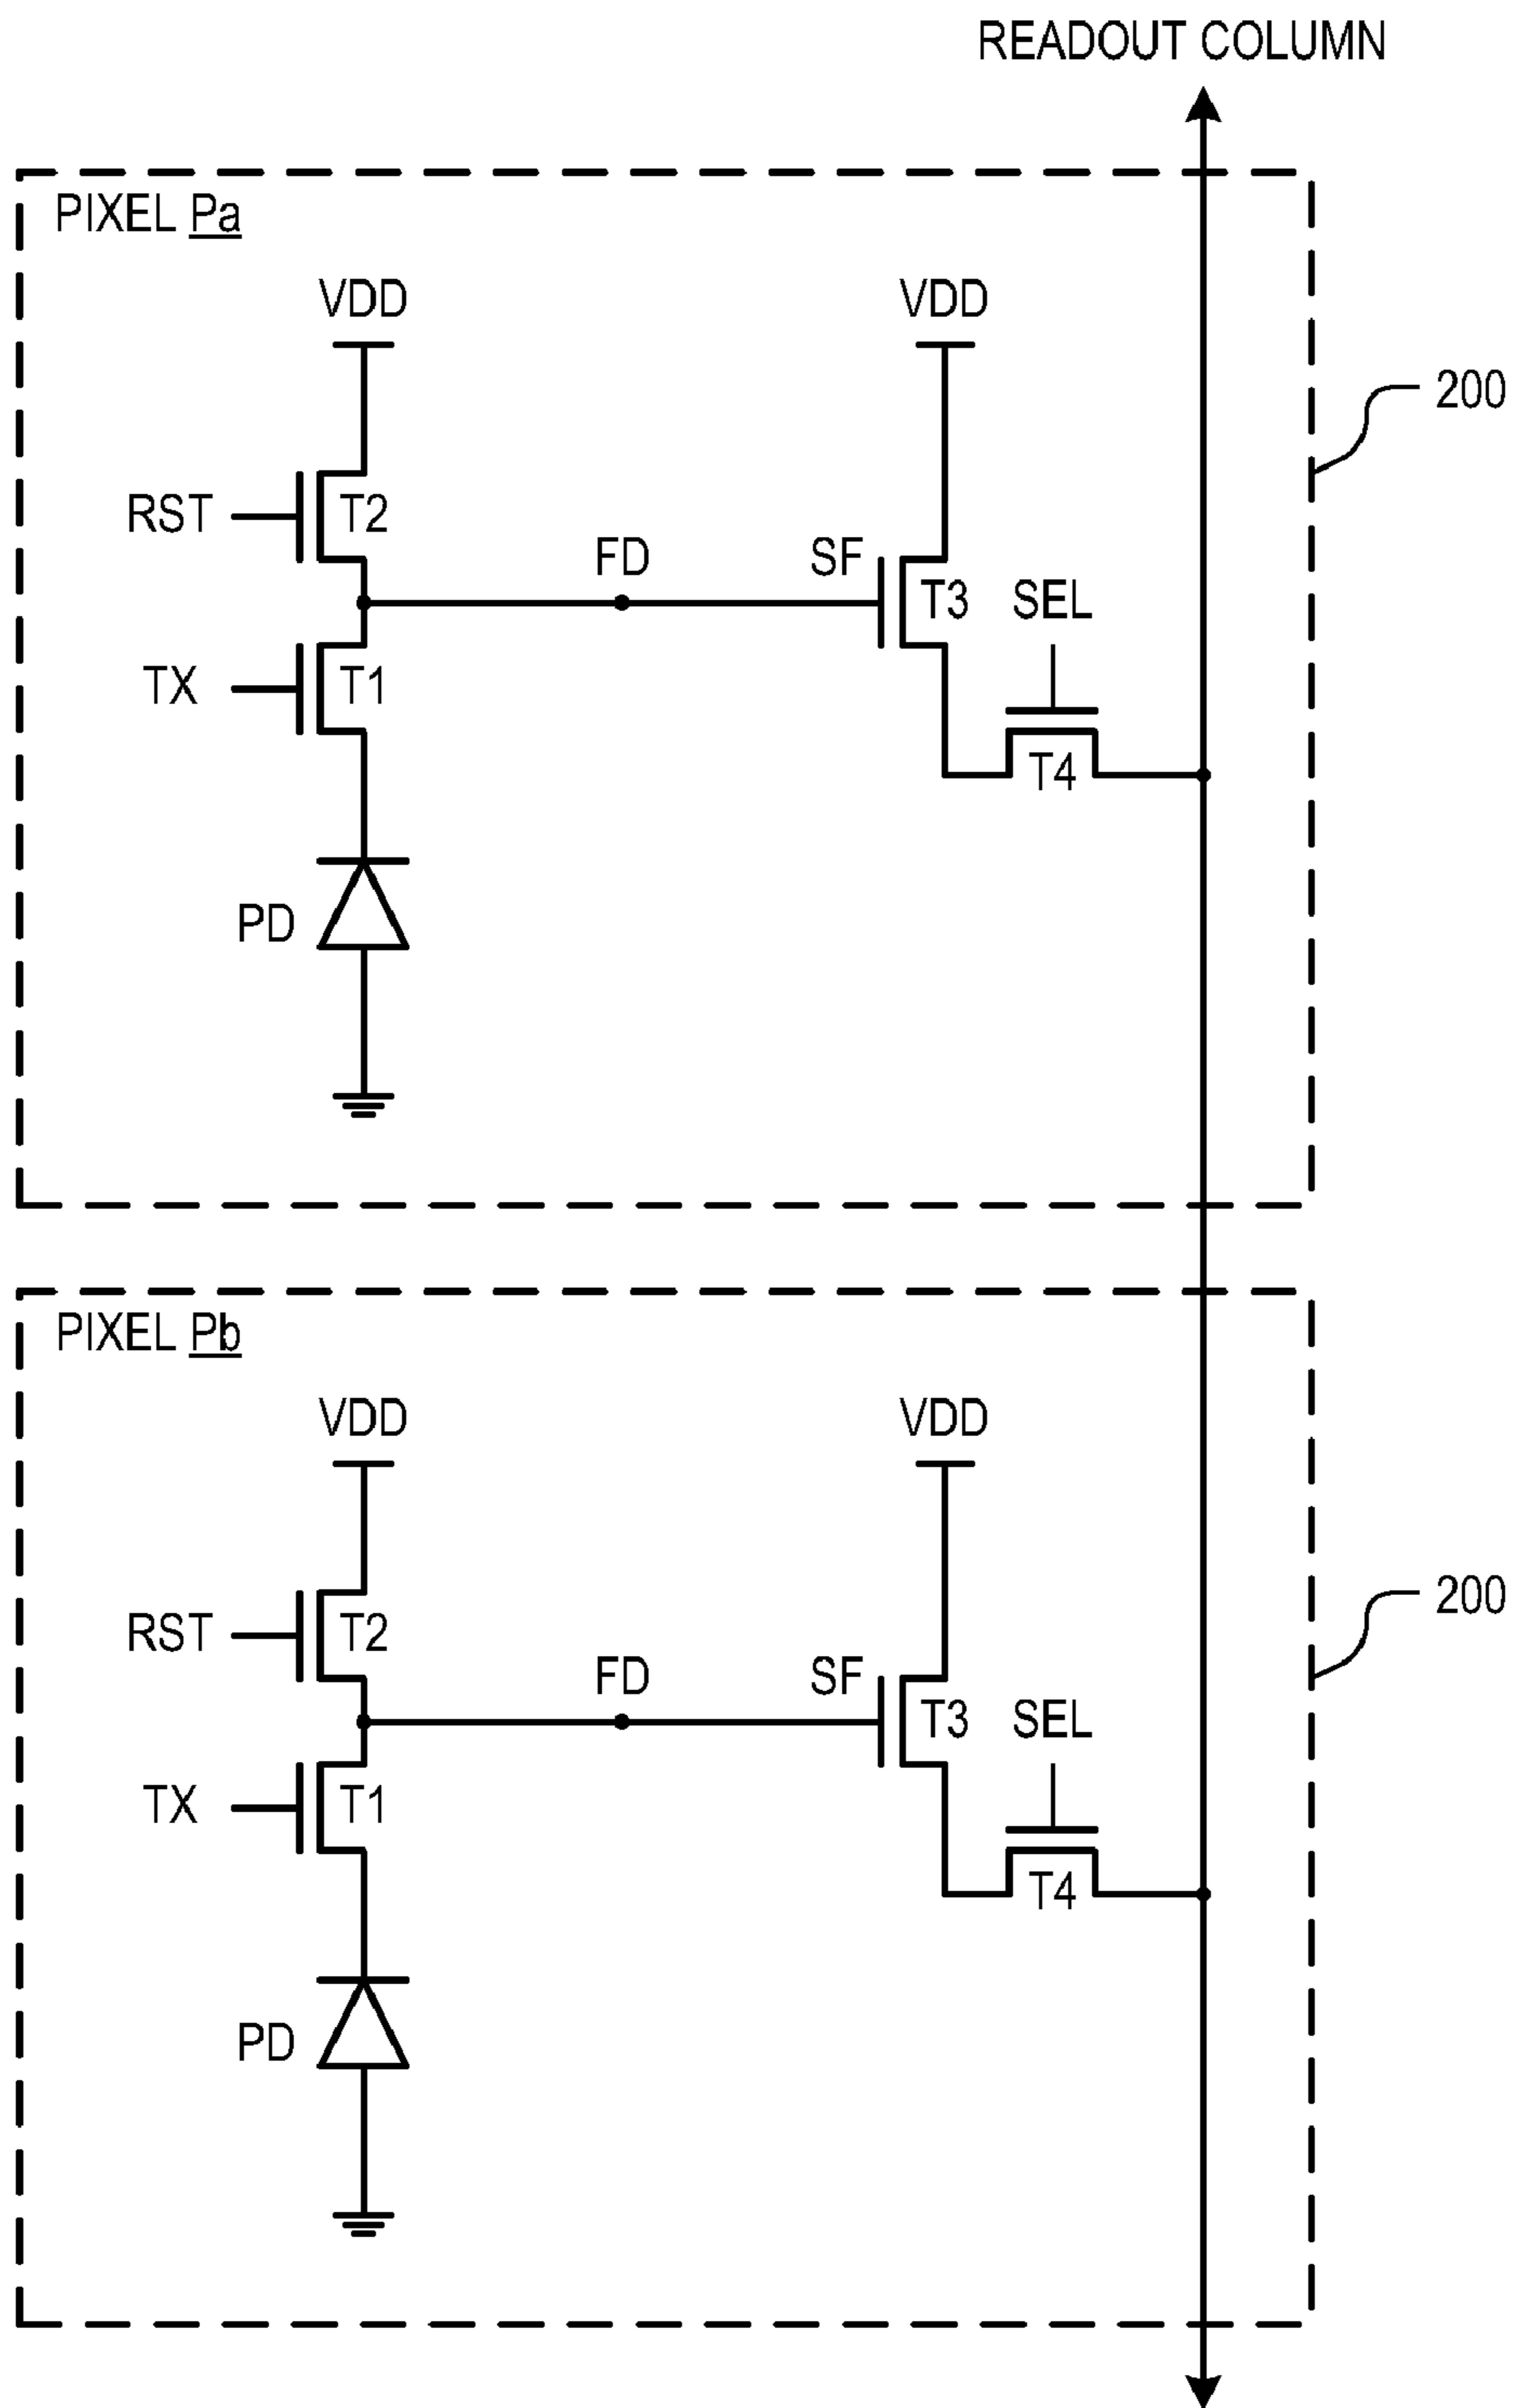 READOUT COLUMN
PIXEL Pa
VDD
VDD
200
RST
T2
FD
SF
T3
SEL
TX
T1
T4
PD
PIXEL Pb
VDD
VDD
200
RST
T2
FD
SF
T3
SEL
TX
T1
T4
PD